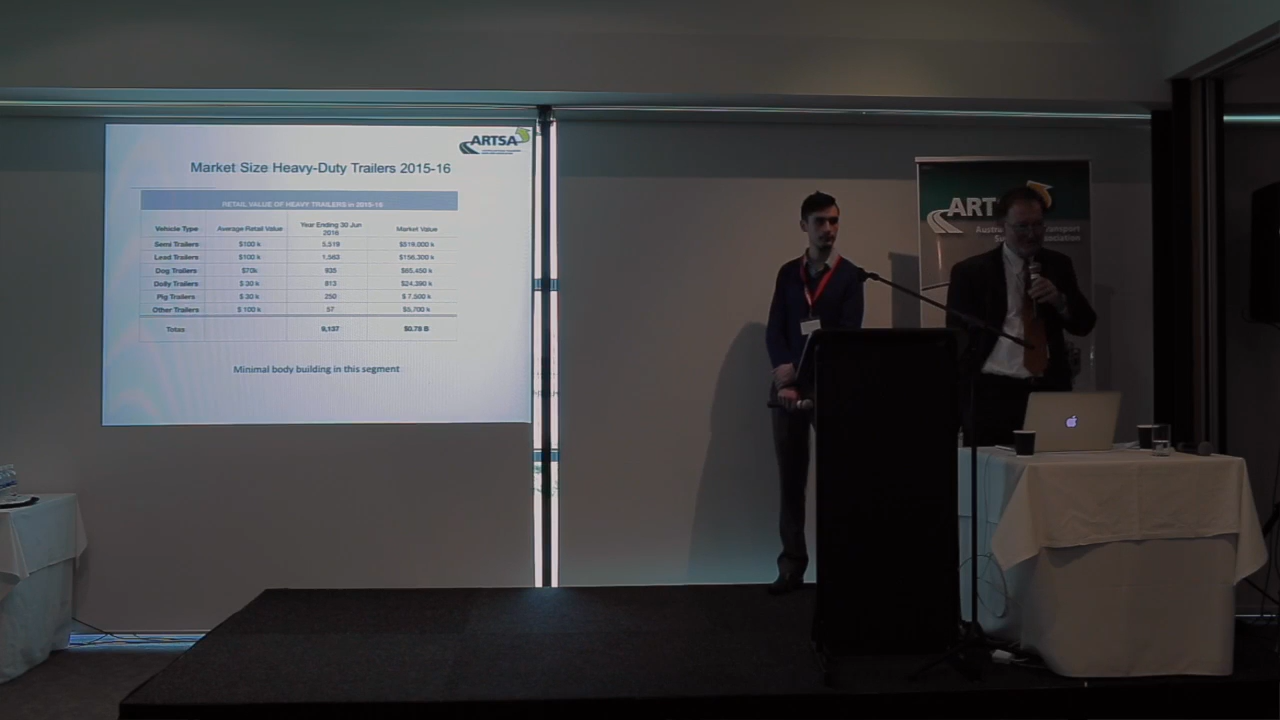 ARTSA
Market Size Heavy-Duty Trailers 2015-16
RETAIL VALUE OF HEAVY TRAILERS in 2015-16
Vehicle Type Average Retail Value Year Ending 30 Jun 2016 Market Value
Semi Trailers $100 k 5,519 $519.000 k
Lead Trailers $100 k 1,563 $156,300 k
Dog Trailers $70k 935 $65,450 k
Dolly Trailers $ 30 k 813 $24,390 k
Pig Trailers $ 30 k 250 $ 7,500 k
Other Trailers $ 100 k 57 $5,700 k
Totas 9,137 $0.78 B
Minimal body building in this segment
ART